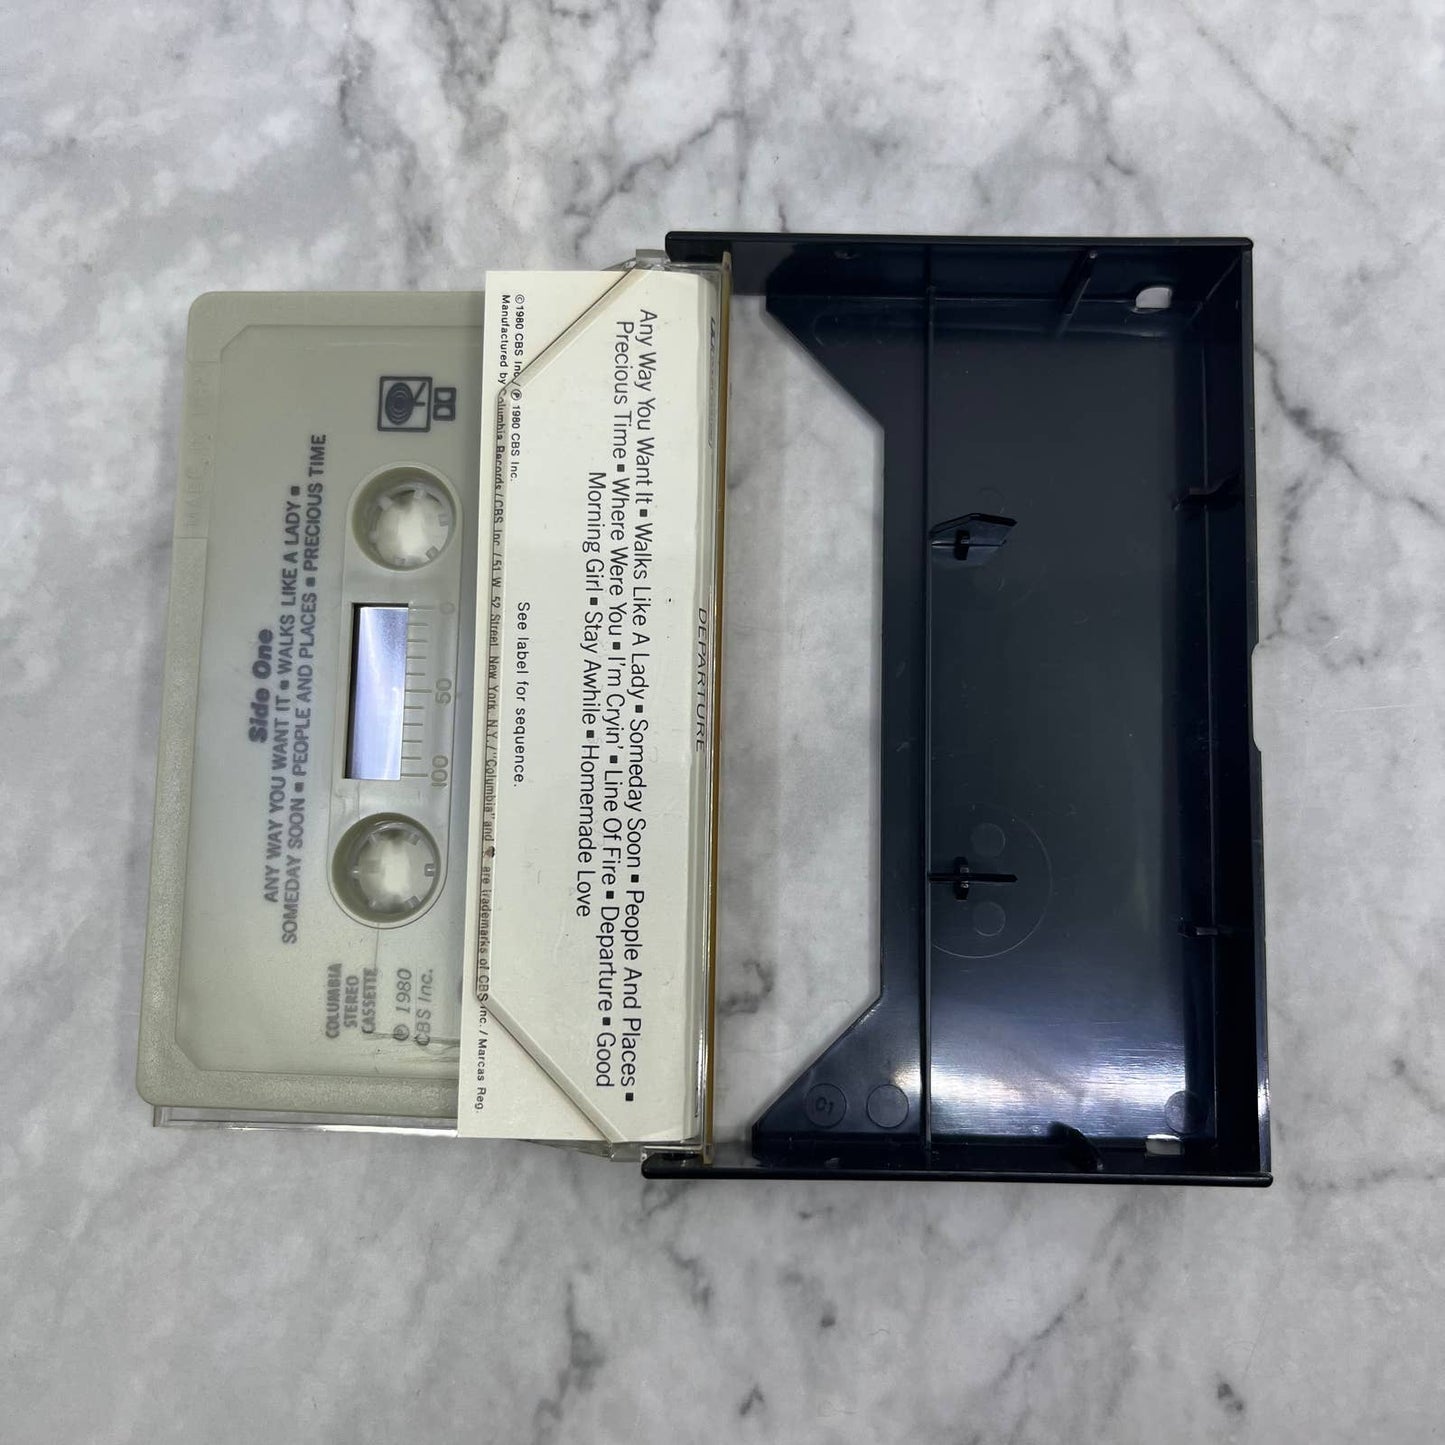 Side One
ANY WAY YOU WANT IT ■ WALKS LIKE A LADY ■
SOMEDAY SOON ■ PEOPLE AND PLACES ■ PRECIOUS TIME
COLUMBIA
STEREO
CASSETTE
℗ 1980
CBS Inc.
0 50 100
DEPARTURE
Any Way You Want It ■ Walks Like A Lady ■ Someday Soon ■ People And Places ■
Precious Time ■ Where Were You ■ I'm Cryin' ■ Line Of Fire ■ Departure ■ Good
Morning Girl ■ Stay Awhile ■ Homemade Love
See label for sequence.
©1980 CBS Inc./℗ 1980 CBS Inc.
Manufactured by Columbia Records/CBS Inc./51 W. 52 Street, New York, N.Y./"Columbia" and are trademarks of CBS Inc./Marcas Reg.